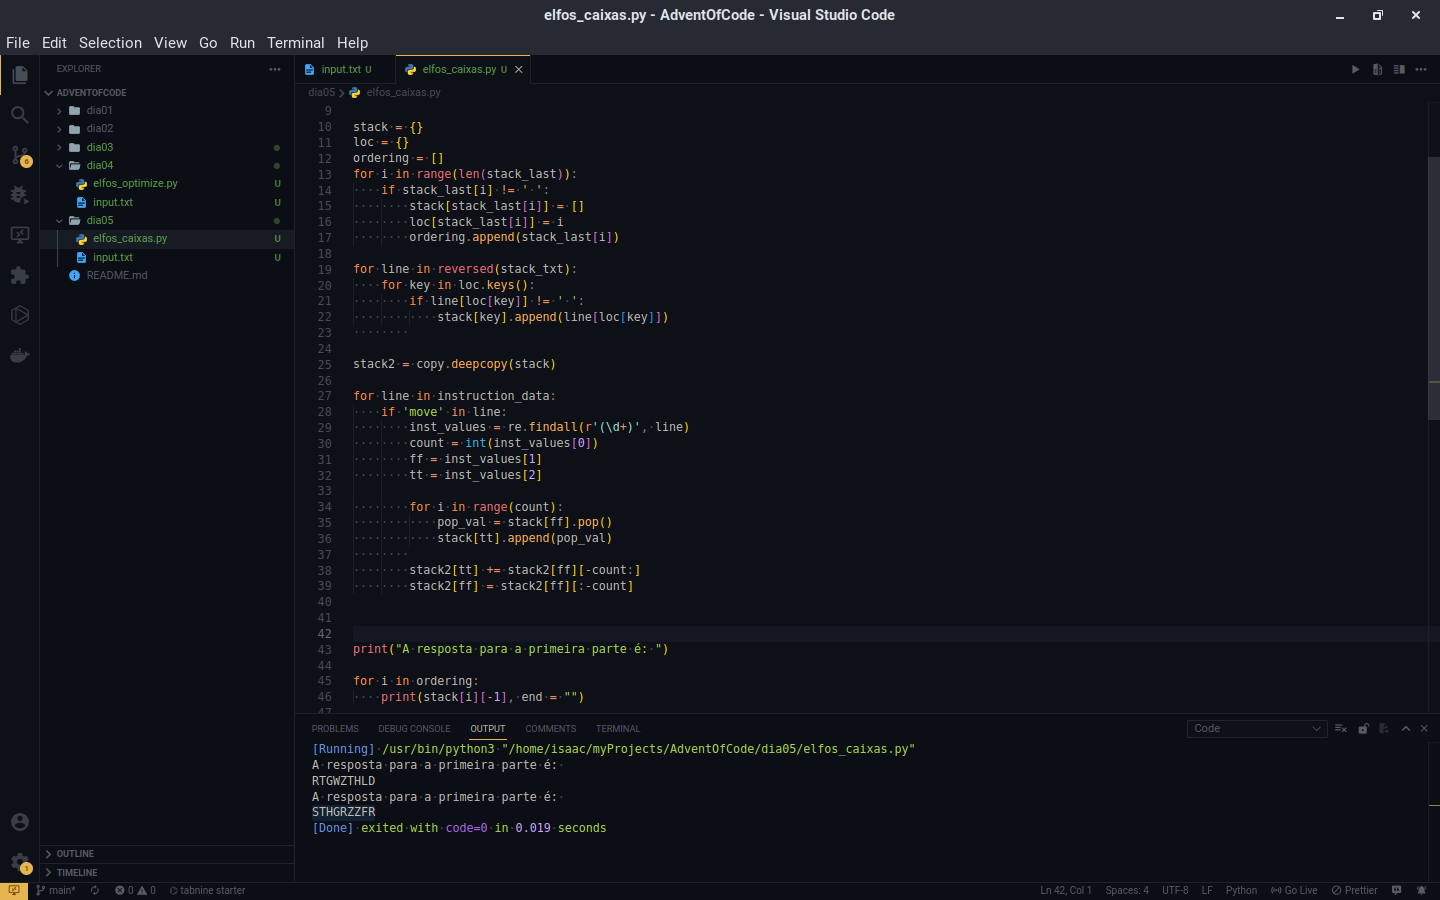 elfos_caixas.py - AdventOfCode - Visual Studio Code
File Edit Selection View Go Run Terminal Help
EXPLORER
ADVENTOFCODE
dia01
dia02
dia03
dia04
elfos_optimize.py U
input.txt U
dia05
elfos_caixas.py U
input.txt U
README.md
OUTLINE
TIMELINE
6
1
input.txt U elfos_caixas.py U
dia05 > elfos_caixas.py
9
10 stack = {}
11 loc = {}
12 ordering = []
13 for i in range(len(stack_last)):
14 if stack_last[i] != ' ':
15 stack[stack_last[i]] = []
16 loc[stack_last[i]] = i
17 ordering.append(stack_last[i])
18
19 for line in reversed(stack_txt):
20 for key in loc.keys():
21 if line[loc[key]] != ' ':
22 stack[key].append(line[loc[key]])
23
24
25 stack2 = copy.deepcopy(stack)
26
27 for line in instruction_data:
28 if 'move' in line:
29 inst_values = re.findall(r'(\d+)', line)
30 count = int(inst_values[0])
31 ff = inst_values[1]
32 tt = inst_values[2]
33
34 for i in range(count):
35 pop_val = stack[ff].pop()
36 stack[tt].append(pop_val)
37
38 stack2[tt] += stack2[ff][-count:]
39 stack2[ff] = stack2[ff][:-count]
40
41
42
43 print("A resposta para a primeira parte é: ")
44
45 for i in ordering:
46 print(stack[i][-1], end = "")
47
PROBLEMS DEBUG CONSOLE OUTPUT COMMENTS TERMINAL Code
[Running] /usr/bin/python3 "/home/isaac/myProjects/AdventOfCode/dia05/elfos_caixas.py"
A resposta para a primeira parte é:
RTGWZTHLD
A resposta para a primeira parte é:
STHGRZZFR
[Done] exited with code=0 in 0.019 seconds
main* 0 0 tabnine starter Ln 42, Col 1 Spaces: 4 UTF-8 LF Python Go Live Prettier